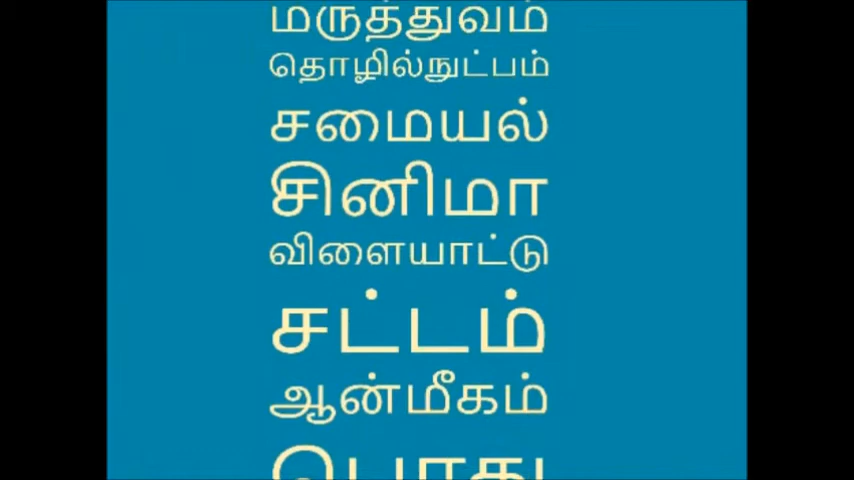 மருத்துவம்
தொழில்நுட்பம்
சமையல்
சினிமா
விளையாட்டு
சட்டம்
ஆன்மீகம்
பொது